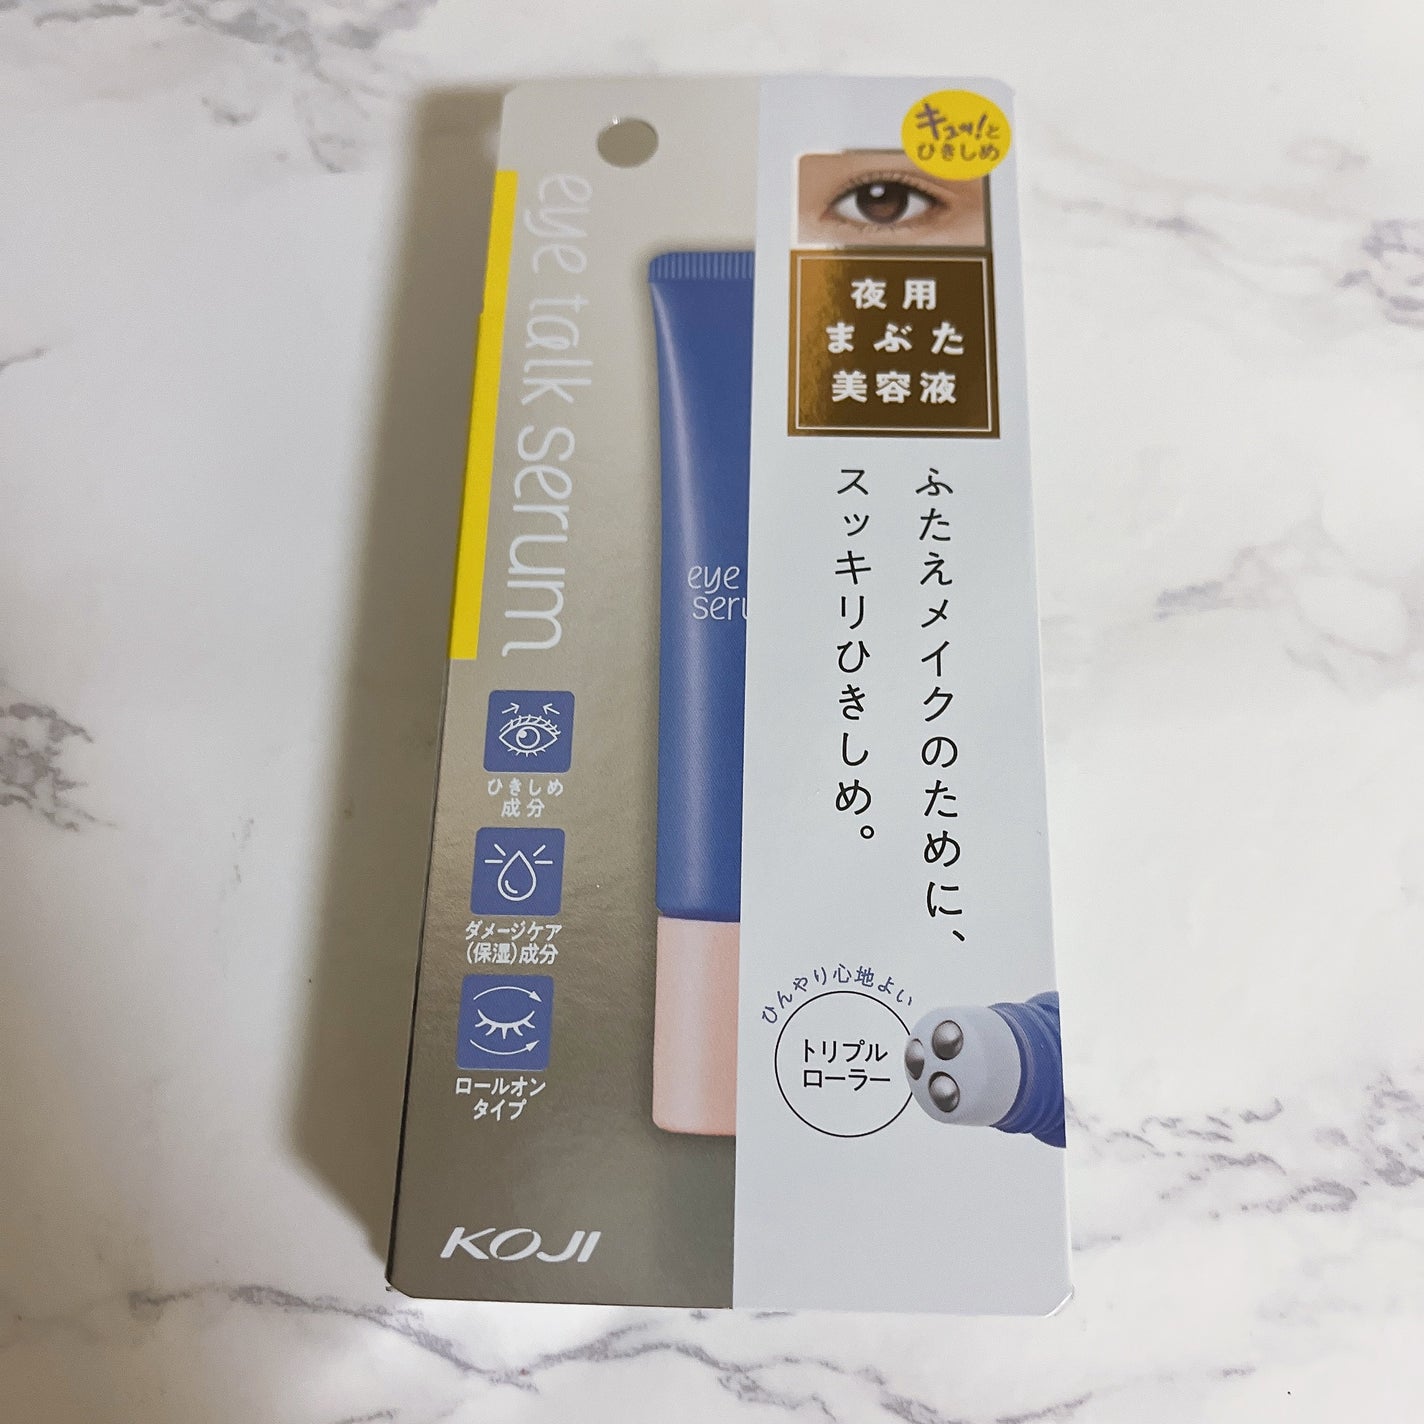 eye talk serum
キュッ!と
ひきしめ
夜用
まぶた
美容液
ふたえメイクのために、
スッキリひきしめ。
eye
seru
ひきしめ
成分
ダメージケア
(保湿)成分
ロールオン
タイプ
ひんやり心地よい
トリプル
ローラー
KOJI